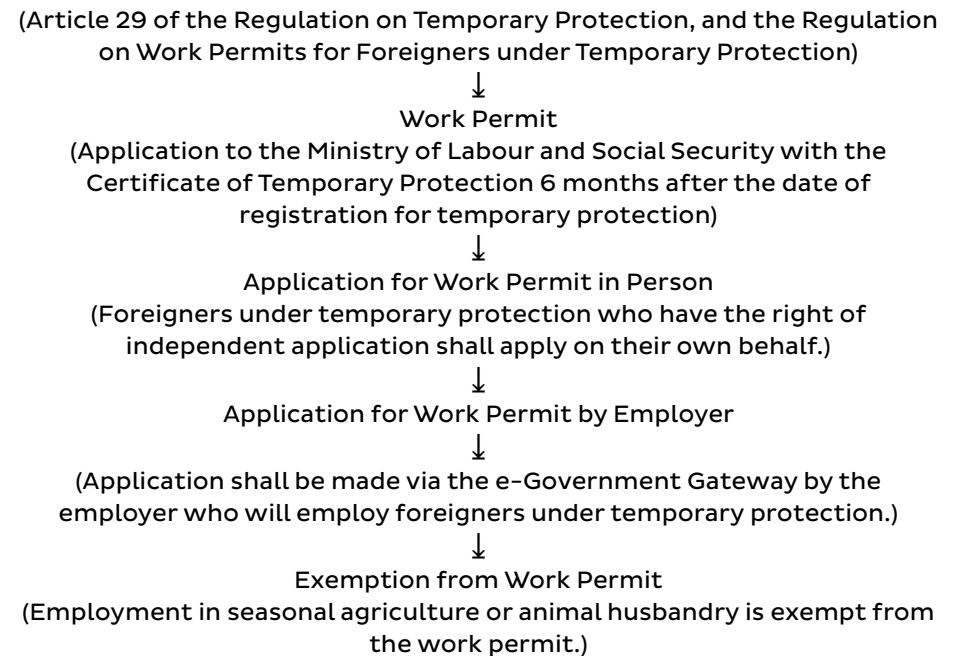 (Article 29 of the Regulation on Temporary Protection, and the Regulation
on Work Permits for Foreigners under Temporary Protection)
↓
Work Permit
(Application to the Ministry of Labour and Social Security with the
Certificate of Temporary Protection 6 months after the date of
registration for temporary protection)
↓
Application for Work Permit in Person
(Foreigners under temporary protection who have the right of
independent application shall apply on their own behalf.)
↓
Application for Work Permit by Employer
↓
(Application shall be made via the e-Government Gateway by the
employer who will employ foreigners under temporary protection.)
↓
Exemption from Work Permit
(Employment in seasonal agriculture or animal husbandry is exempt from
the work permit.)